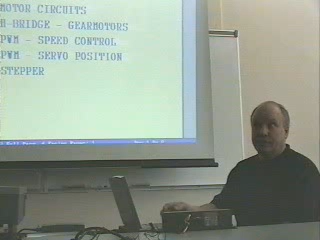 MOTOR CIRCUITS
H-BRIDGE - GEARMOTORS
PWM - SPEED CONTROL
PWM - SERVO POSITION
STEPPER